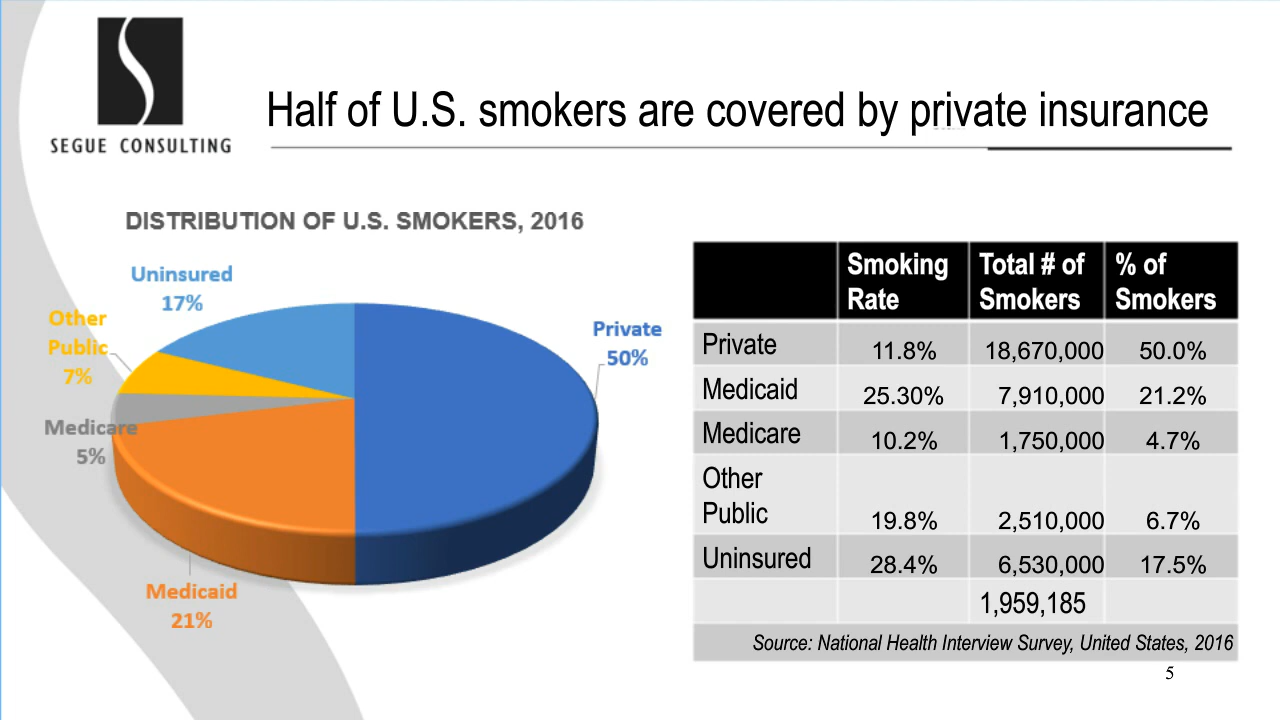 SEGUE CONSULTING
Half of U.S. smokers are covered by private insurance
DISTRIBUTION OF U.S. SMOKERS, 2016
Uninsured
17%
Other
Public
7%
Medicare
5%
Private
50%
Medicaid
21%
Smoking Rate Total # of Smokers % of Smokers
Private 11.8% 18,670,000 50.0%
Medicaid 25.30% 7,910,000 21.2%
Medicare 10.2% 1,750,000 4.7%
Other
Public 19.8% 2,510,000 6.7%
Uninsured 28.4% 6,530,000 17.5%
1,959,185
Source: National Health Interview Survey, United States, 2016
5